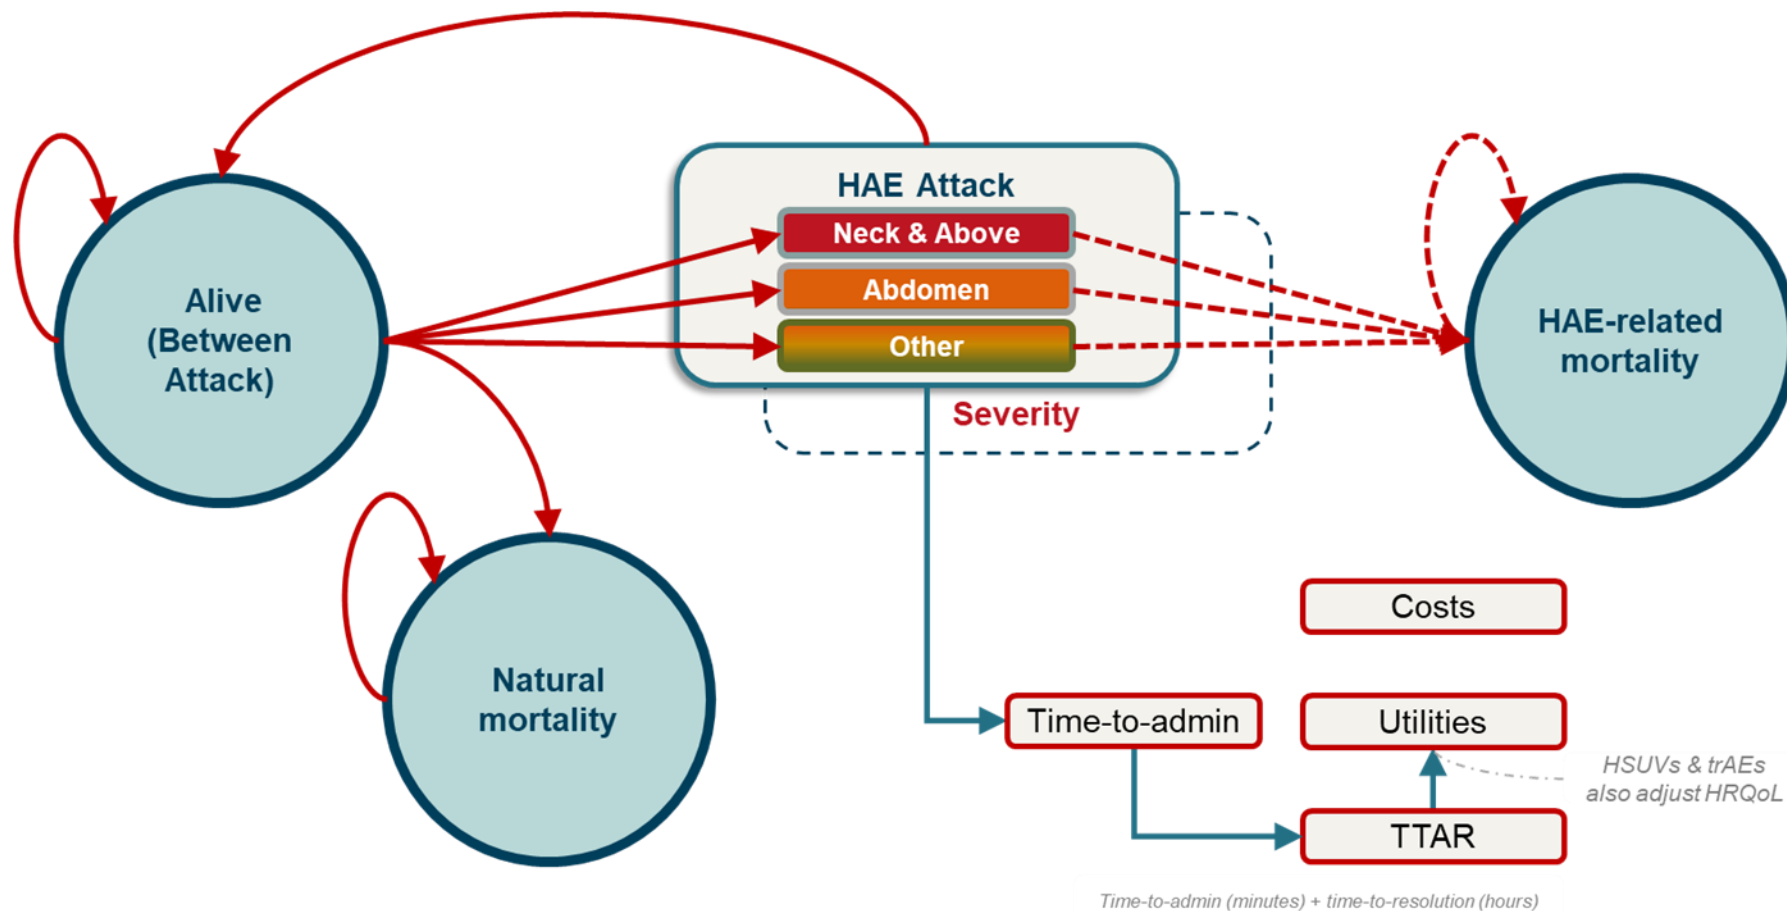 HAE Attack
Neck & Above
Abdomen
Other
Severity
Alive
(Between
Attack)
HAE-related
mortality
Natural
mortality
Costs
Time-to-admin
Utilities
HSUVs & trAEs
also adjust HRQoL
TTAR
Time-to-admin (minutes) + time-to-resolution (hours)